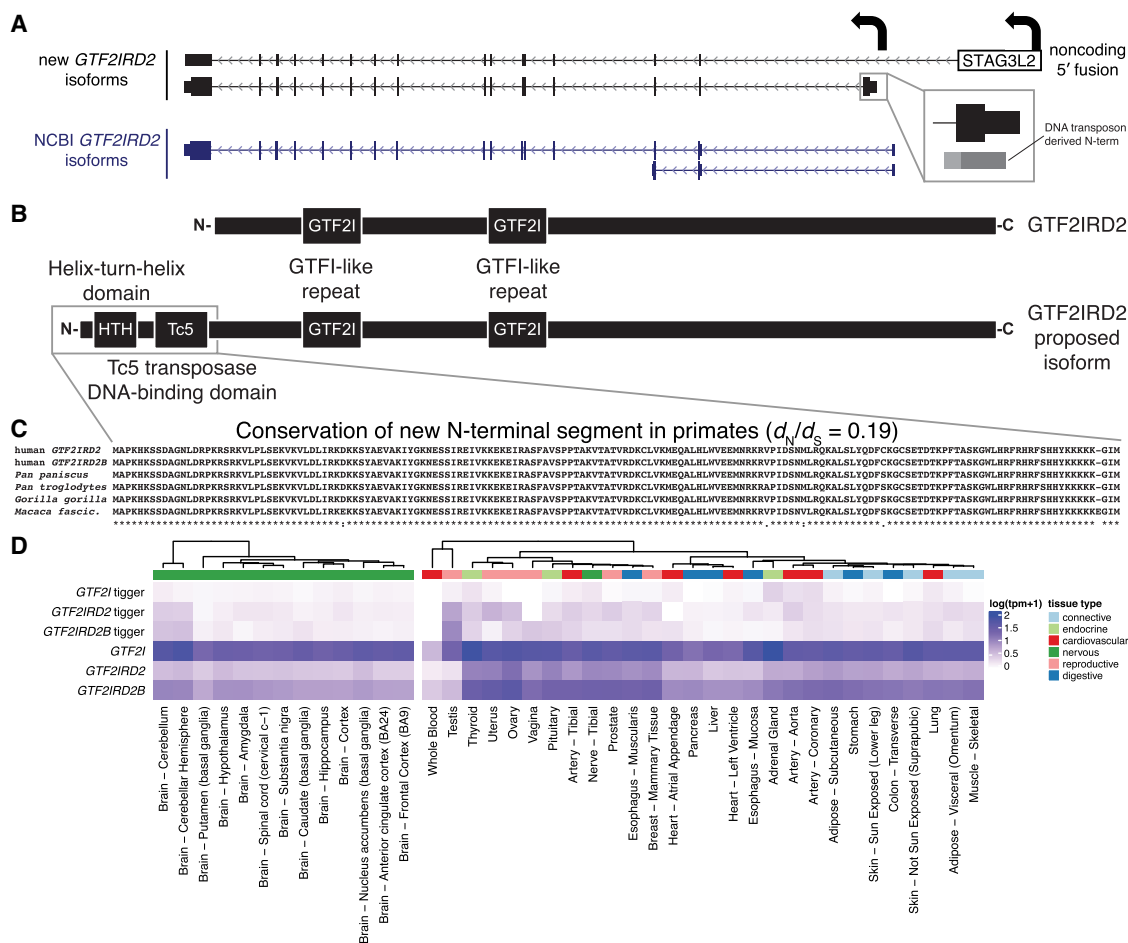 A
new GTF2IRD2
isoforms
STAG3L2
noncoding
5′ fusion
NCBI GTF2IRD2
isoforms
DNA transposon
derived N-term
B
N-
GTF2I
GTF2I
-C
GTF2IRD2
Helix-turn-helix
domain
GTFI-like
repeat
GTFI-like
repeat
N-
HTH
Tc5
GTF2I
GTF2I
-C
GTF2IRD2
proposed
isoform
Tc5 transposase
DNA-binding domain
C
Conservation of new N-terminal segment in primates (dN/dS = 0.19)
human GTF2IRD2
human GTF2IRD2B
Pan paniscus
Pan troglodytes
Gorilla gorilla
Macaca fascic.
D
GTF2I tigger
GTF2IRD2 tigger
GTF2IRD2B tigger
GTF2I
GTF2IRD2
GTF2IRD2B
log(tpm+1)
2
1.5
1
0.5
0
tissue type
connective
endocrine
cardiovascular
nervous
reproductive
digestive
Brain – Cerebellum
Brain – Cerebellar Hemisphere
Brain – Putamen (basal ganglia)
Brain – Hypothalamus
Brain – Amygdala
Brain – Spinal cord (cervical c–1)
Brain – Substantia nigra
Brain – Caudate (basal ganglia)
Brain – Hippocampus
Brain – Cortex
Brain – Nucleus accumbens (basal ganglia)
Brain – Anterior cingulate cortex (BA24)
Brain – Frontal Cortex (BA9)
Whole Blood
Testis
Thyroid
Uterus
Ovary
Vagina
Pituitary
Artery – Tibial
Nerve – Tibial
Prostate
Esophagus – Muscularis
Breast – Mammary Tissue
Heart – Atrial Appendage
Pancreas
Liver
Heart – Left Ventricle
Esophagus – Mucosa
Adrenal Gland
Artery – Aorta
Artery – Coronary
Adipose – Subcutaneous
Stomach
Skin – Sun Exposed (Lower leg)
Colon – Transverse
Skin – Not Sun Exposed (Suprapubic)
Lung
Adipose – Visceral (Omentum)
Muscle – Skeletal